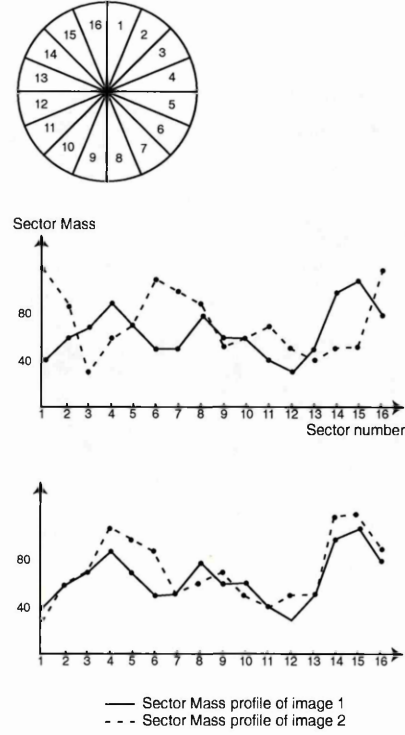 16 1
15 2
14 3
13 4
12 5
11 6
10 7
9 8
Sector Mass
80
40
1 2 3 4 5 6 7 8 9 10 11 12 13 14 15 16
Sector number
80
40
1 2 3 4 5 6 7 8 9 10 11 12 13 14 15 16
Sector Mass profile of image 1
Sector Mass profile of image 2